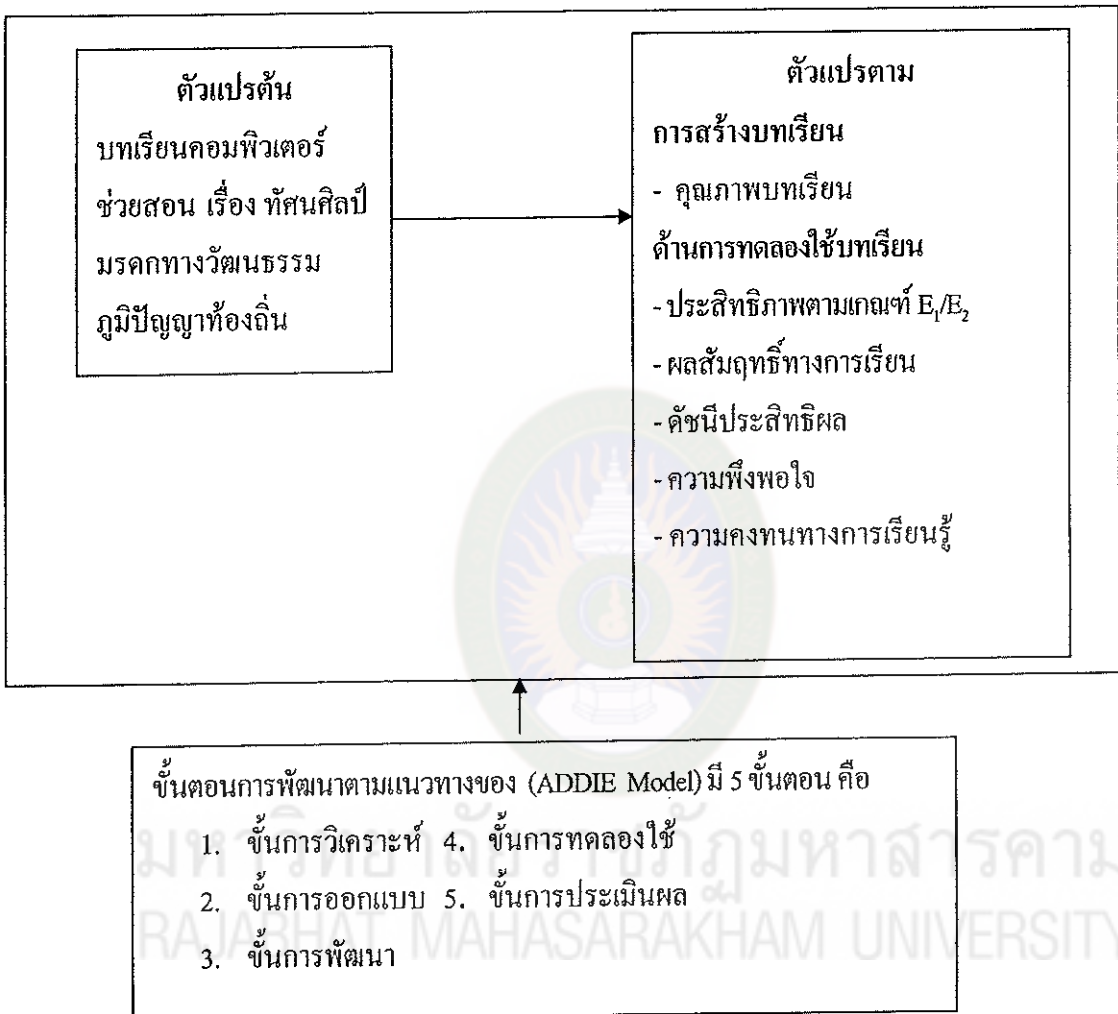 ตัวแปรต้น
บทเรียนคอมพิวเตอร์
ช่วยสอน เรื่อง ทัศนศิลป์
มรดกทางวัฒนธรรม
ภูมิปัญญาท้องถิ่น
ตัวแปรตาม
การสร้างบทเรียน
- คุณภาพบทเรียน
ด้านการทดลองใช้บทเรียน
- ประสิทธิภาพตามเกณฑ์ E₁/E₂
- ผลสัมฤทธิ์ทางการเรียน
- ดัชนีประสิทธิผล
- ความพึงพอใจ
- ความคงทนทางการเรียนรู้
ขั้นตอนการพัฒนาตามแนวทางของ (ADDIE Model) มี 5 ขั้นตอน คือ
1. ขั้นการวิเคราะห์ 4. ขั้นการทดลองใช้
2. ขั้นการออกแบบ 5. ขั้นการประเมินผล
3. ขั้นการพัฒนา
มหาวิทยาลัยราชภัฏมหาสารคาม
RAJABHAT MAHASARAKHAM UNIVERSITY